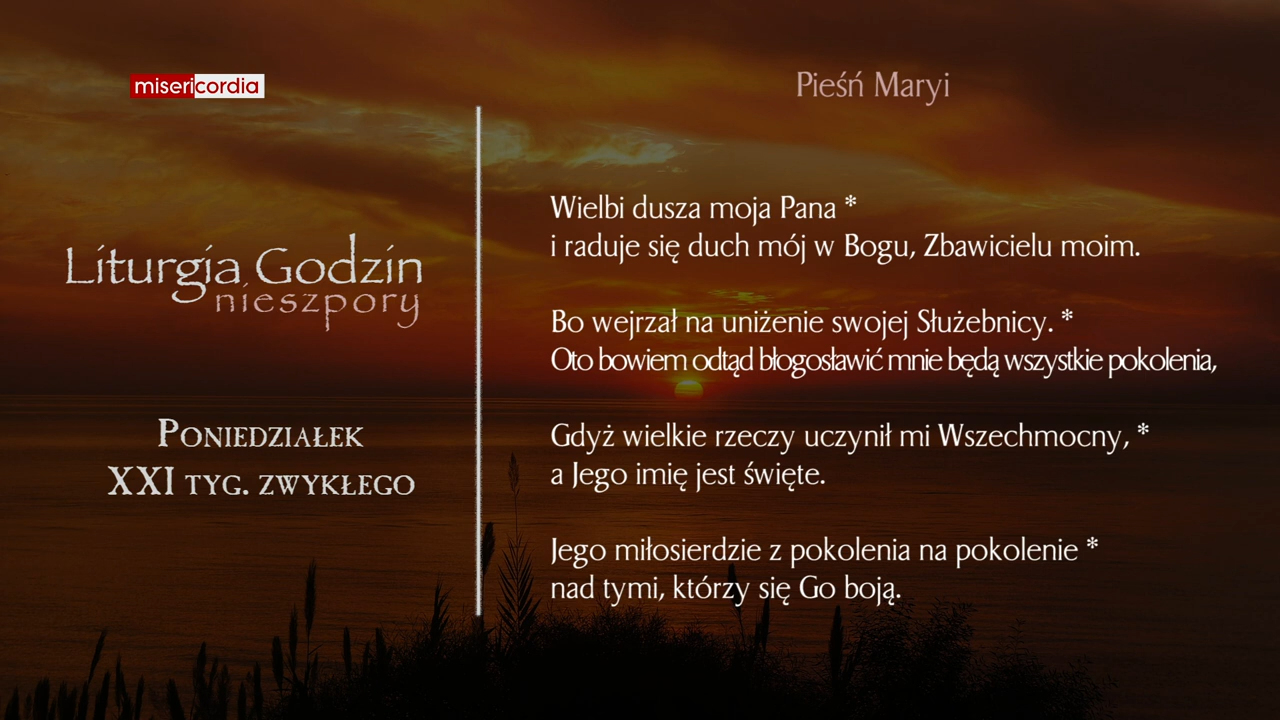 misericordia
Liturgia Godzin
nieszpory
Poniedziałek
XXI tyg. zwykłego
Pieśń Maryi
Wielbi dusza moja Pana *
i raduje się duch mój w Bogu, Zbawicielu moim.
Bo wejrzał na uniżenie swojej Służebnicy. *
Oto bowiem odtąd błogosławić mnie będą wszystkie pokolenia,
Gdyż wielkie rzeczy uczynił mi Wszechmocny, *
a Jego imię jest święte.
Jego miłosierdzie z pokolenia na pokolenie *
nad tymi, którzy się Go boją.